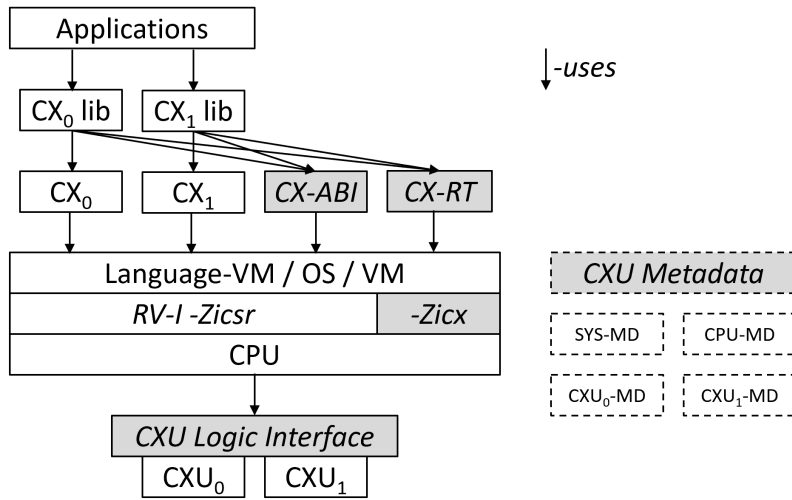 Applications
-uses
CX₀ lib
CX₁ lib
CX₀
CX₁
CX-ABI
CX-RT
Language-VM / OS / VM
RV-I -Zicsr
-Zicx
CPU
CXU Logic Interface
CXU₀
CXU₁
CXU Metadata
SYS-MD
CPU-MD
CXU₀-MD
CXU₁-MD